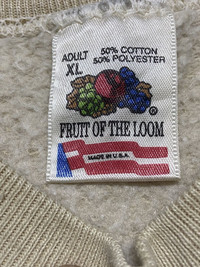 ADULT 50% COTTON
XL 50% POLYESTER
®
FRUIT OF THE LOOM
MADE IN U.S.A.